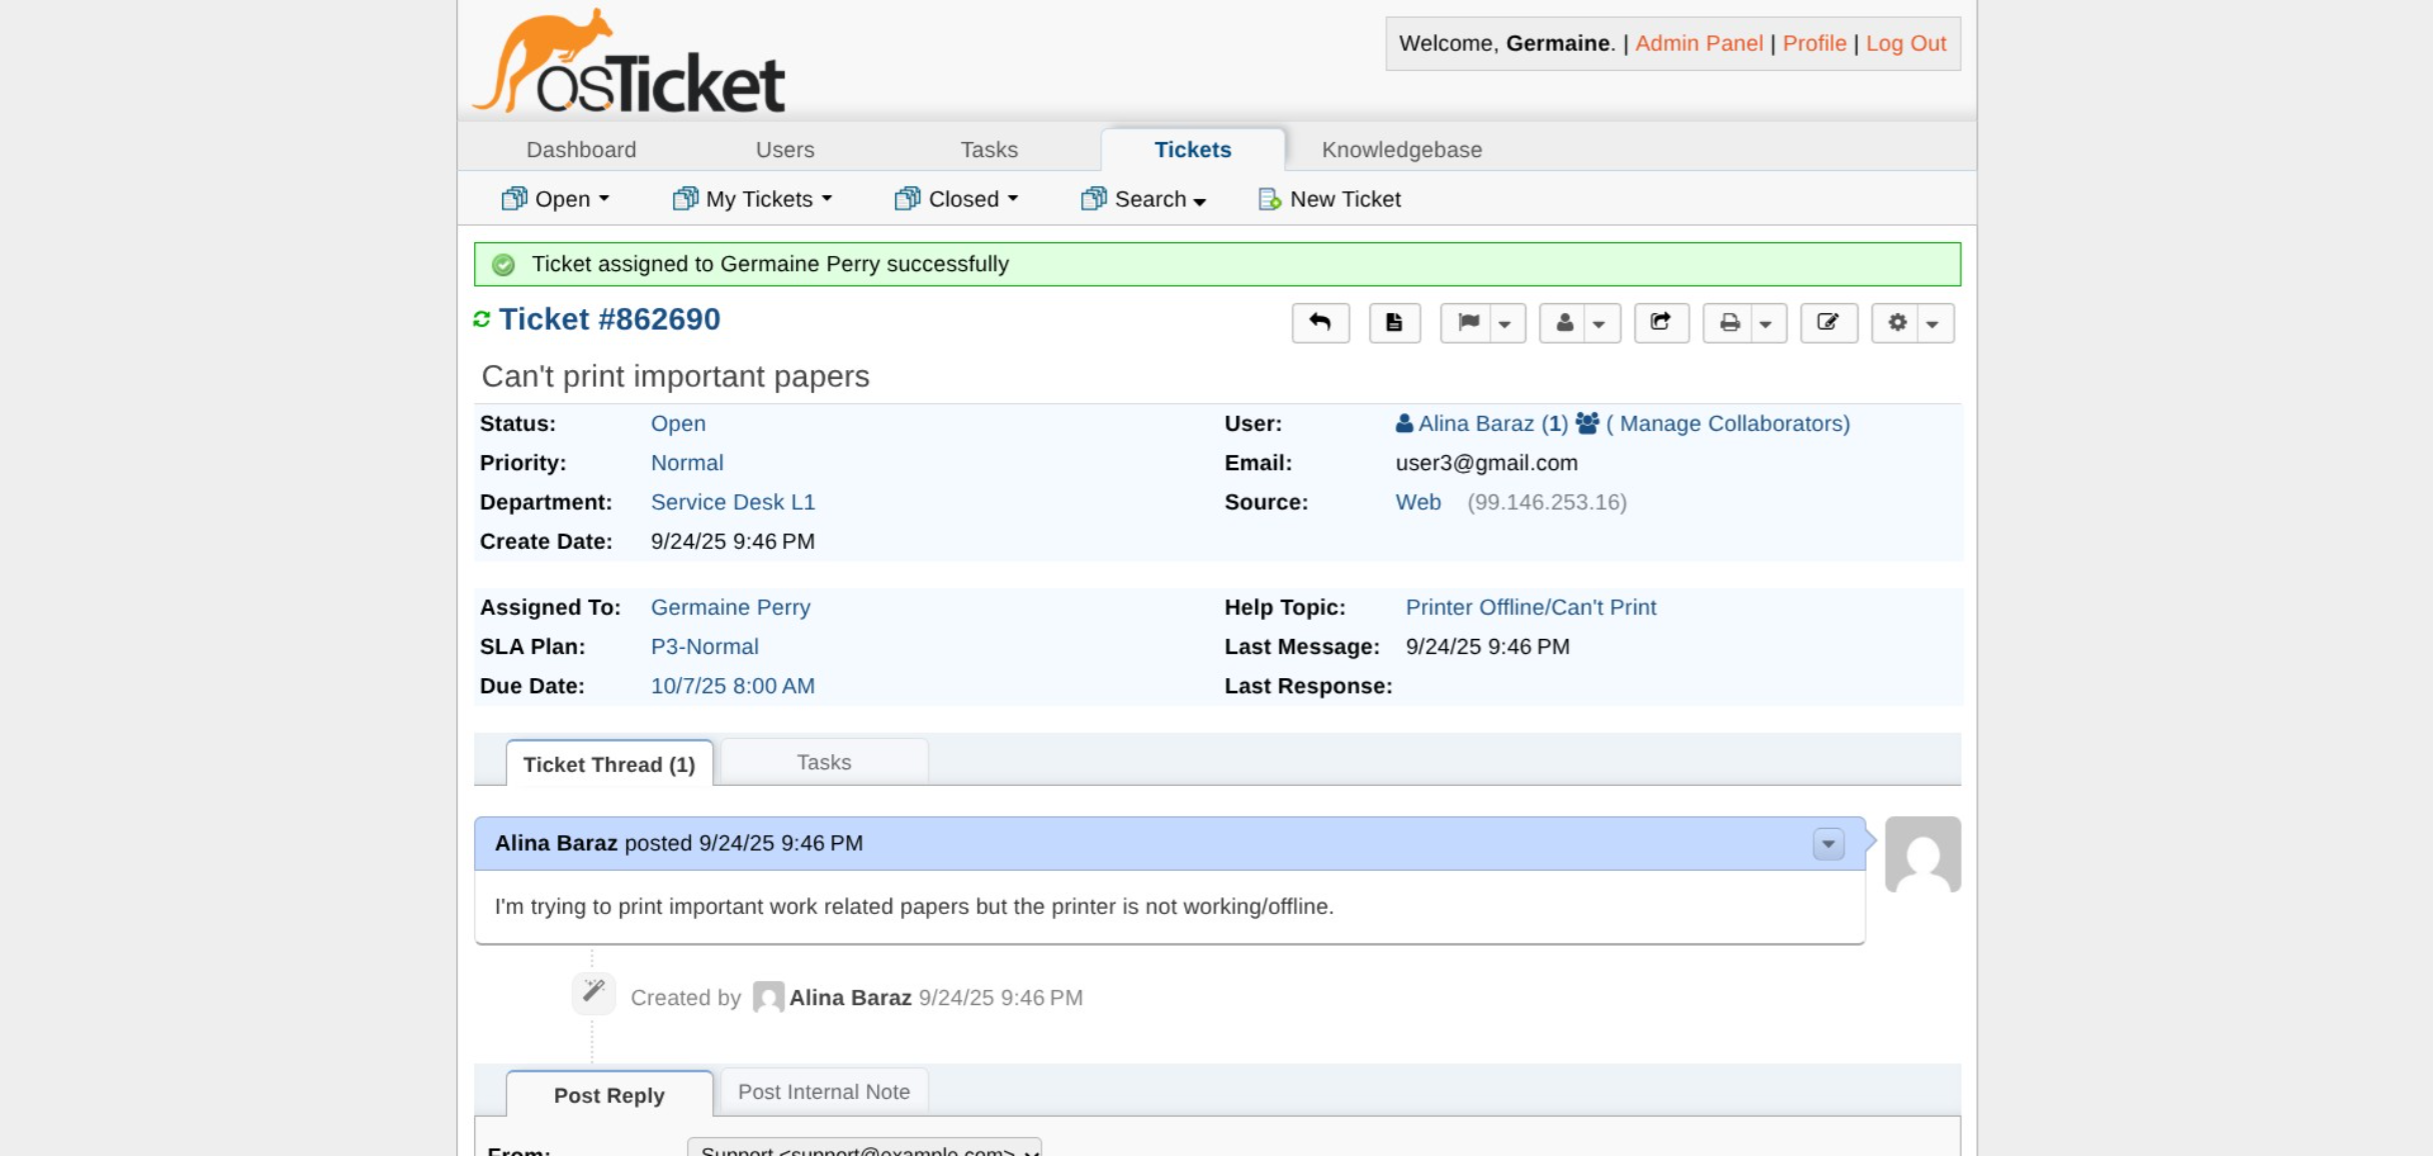 osTicket
Welcome, Germaine. | Admin Panel | Profile | Log Out
Dashboard Users Tasks Tickets Knowledgebase
Open My Tickets Closed Search New Ticket
Ticket assigned to Germaine Perry successfully
Ticket #862690
Can't print important papers
Status: Open User: Alina Baraz (1) ( Manage Collaborators)
Priority: Normal Email: user3@gmail.com
Department: Service Desk L1 Source: Web (99.146.253.16)
Create Date: 9/24/25 9:46 PM
Assigned To: Germaine Perry Help Topic: Printer Offline/Can't Print
SLA Plan: P3-Normal Last Message: 9/24/25 9:46 PM
Due Date: 10/7/25 8:00 AM Last Response:
Ticket Thread (1) Tasks
Alina Baraz posted 9/24/25 9:46 PM
I'm trying to print important work related papers but the printer is not working/offline.
Created by Alina Baraz 9/24/25 9:46 PM
Post Reply Post Internal Note
From: Support <support@example.com>